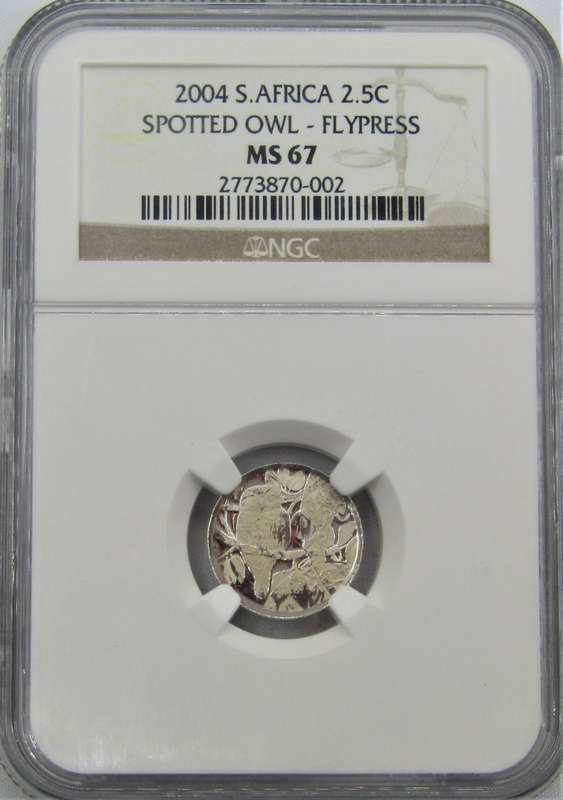 2004 S.AFRICA 2.5C
SPOTTED OWL - FLYPRESS
MS 67
2773870-002
NGC